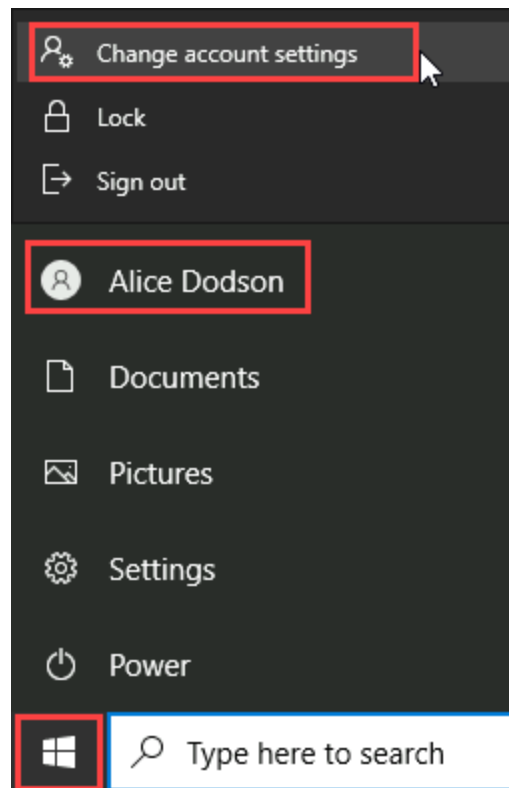 Change account settings
Lock
Sign out
Alice Dodson
Documents
Pictures
Settings
Power
Type here to search